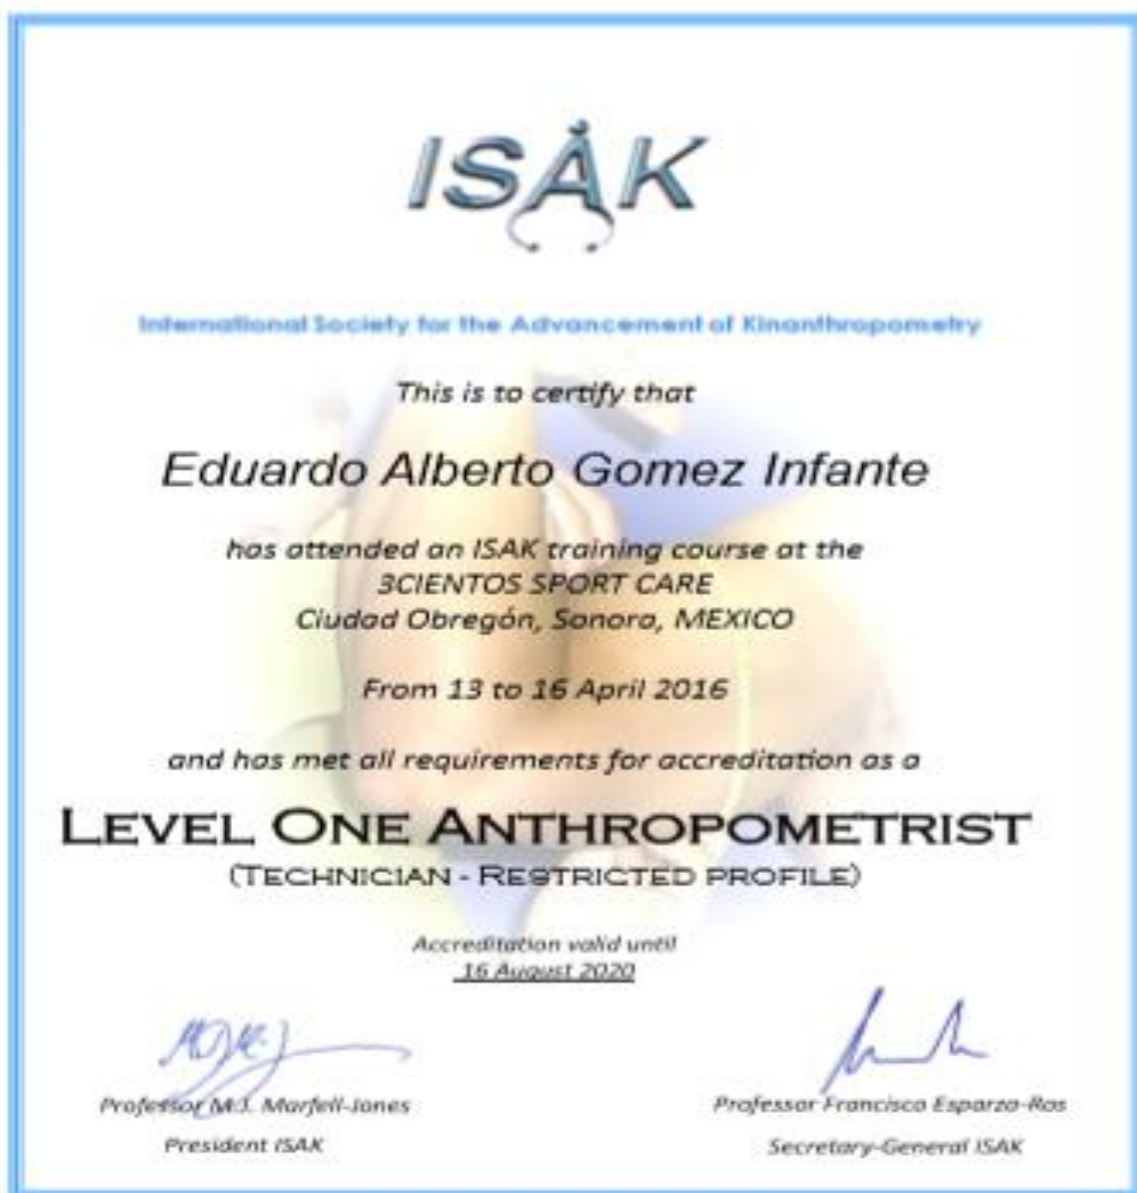 ISAK
International Society for the Advancement of Kinanthropometry
This is to certify that
Eduardo Alberto Gomez Infante
has attended an ISAK training course at the
3CIENTOS SPORT CARE
Ciudad Obregón, Sonora, MEXICO
From 13 to 16 April 2016
and has met all requirements for accreditation as a
LEVEL ONE ANTHROPOMETRIST
(TECHNICIAN - RESTRICTED PROFILE)
Accreditation valid until
16 August 2020
Professor M.J. Marfell-Jones
President ISAK
Professor Francisco Esparza-Ros
Secretary-General ISAK